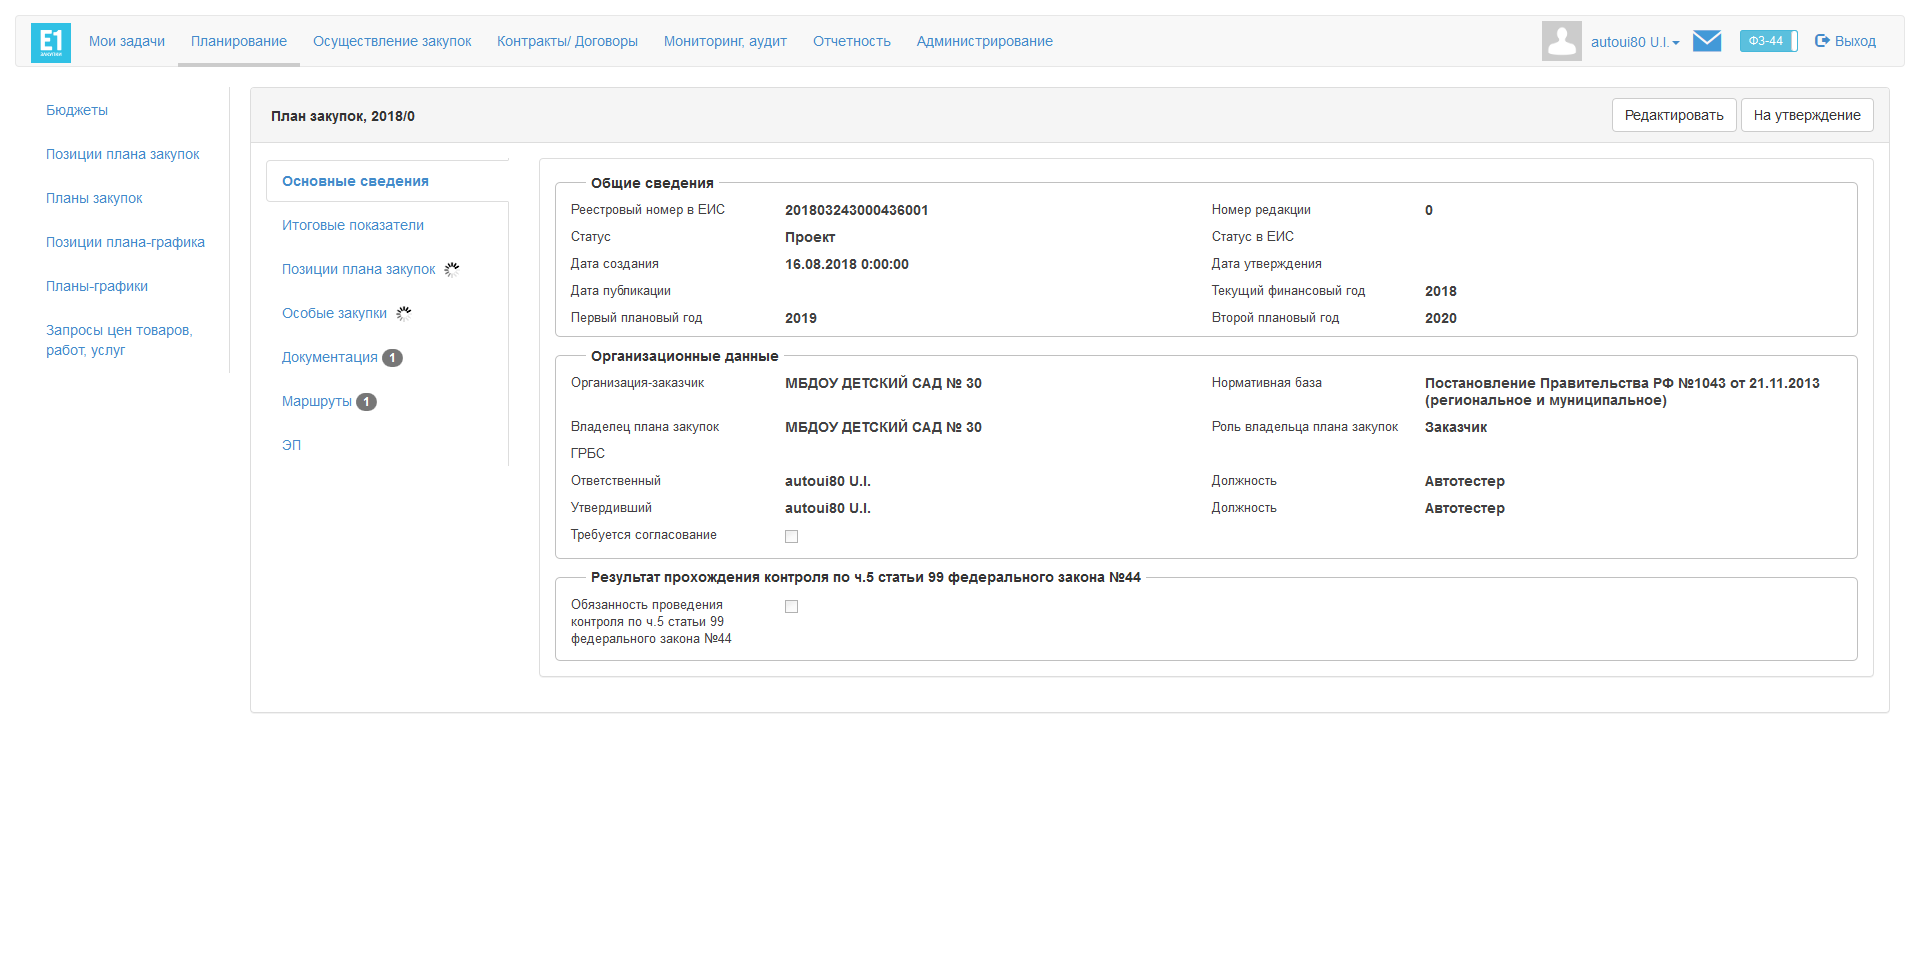 E1
ЗАКУПКИ
Мои задачи
Планирование
Осуществление закупок
Контракты/ Договоры
Мониторинг, аудит
Отчетность
Администрирование
autoui80 U.I.
ФЗ-44
Выход
Бюджеты
Позиции плана закупок
Планы закупок
Позиции плана-графика
Планы-графики
Запросы цен товаров,
работ, услуг
План закупок, 2018/0
Редактировать
На утверждение
Основные сведения
Итоговые показатели
Позиции плана закупок
Особые закупки
Документация 1
Маршруты 1
ЭП
Общие сведения
Реестровый номер в ЕИС 201803243000436001 Номер редакции 0
Статус Проект Статус в ЕИС
Дата создания 16.08.2018 0:00:00 Дата утверждения
Дата публикации Текущий финансовый год 2018
Первый плановый год 2019 Второй плановый год 2020
Организационные данные
Организация-заказчик МБДОУ ДЕТСКИЙ САД № 30 Нормативная база Постановление Правительства РФ №1043 от 21.11.2013
(региональное и муниципальное)
Владелец плана закупок МБДОУ ДЕТСКИЙ САД № 30 Роль владельца плана закупок Заказчик
ГРБС
Ответственный autoui80 U.I. Должность Автотестер
Утвердивший autoui80 U.I. Должность Автотестер
Требуется согласование
Результат прохождения контроля по ч.5 статьи 99 федерального закона №44
Обязанность проведения
контроля по ч.5 статьи 99
федерального закона №44